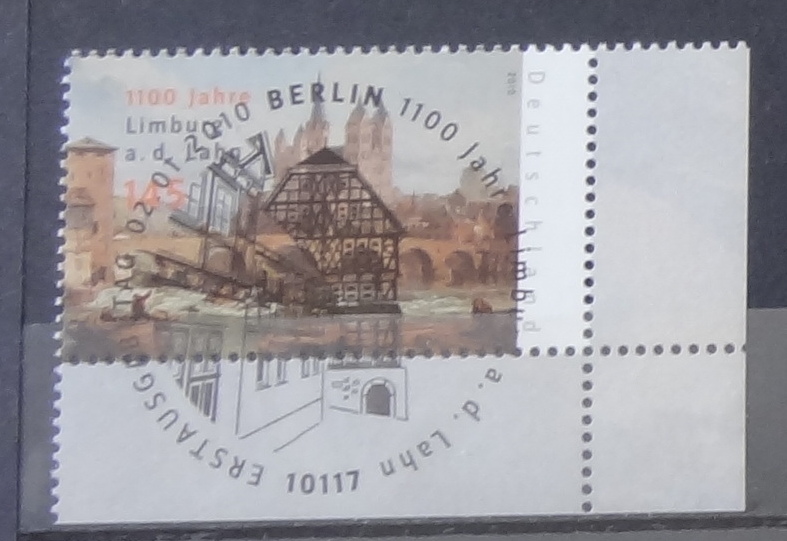 1100 Jahre
Limburg
a. d. Lahn
145
2010
Deutschland
BERLIN 1100 Jahre Limburg a. d. Lahn
10117
ERSTAUSGABETAG 02 01 2010